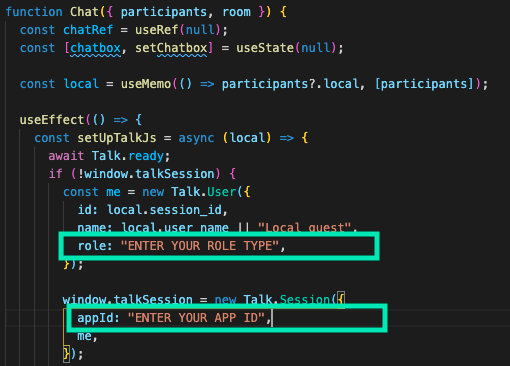 function Chat({ participants, room }) {
const chatRef = useRef(null);
const [chatbox, setChatbox] = useState(null);
const local = useMemo(() => participants?.local, [participants]);
useEffect(() => {
const setUpTalkJs = async (local) => {
await Talk.ready;
if (!window.talkSession) {
const me = new Talk.User({
id: local.session_id,
name: local.user_name || "Local guest",
role: "ENTER YOUR ROLE TYPE",
});
window.talkSession = new Talk.Session({
appId: "ENTER YOUR APP ID",
me,
});